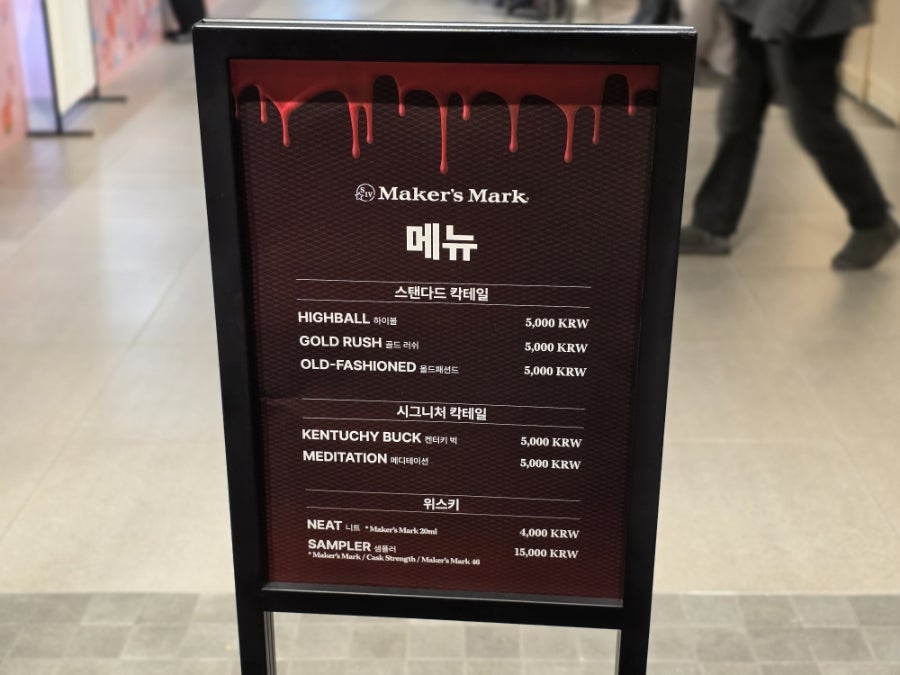 SIV Maker's Mark
메뉴
스탠다드 칵테일
HIGHBALL 하이볼 5,000 KRW
GOLD RUSH 골드 러쉬 5,000 KRW
OLD-FASHIONED 올드패션드 5,000 KRW
시그니처 칵테일
KENTUCHY BUCK 켄터키 벅 5,000 KRW
MEDITATION 메디테이션 5,000 KRW
위스키
NEAT 니트 * Maker's Mark 20ml 4,000 KRW
SAMPLER 샘플러 15,000 KRW
* Maker's Mark / Cask Strength / Maker's Mark 46